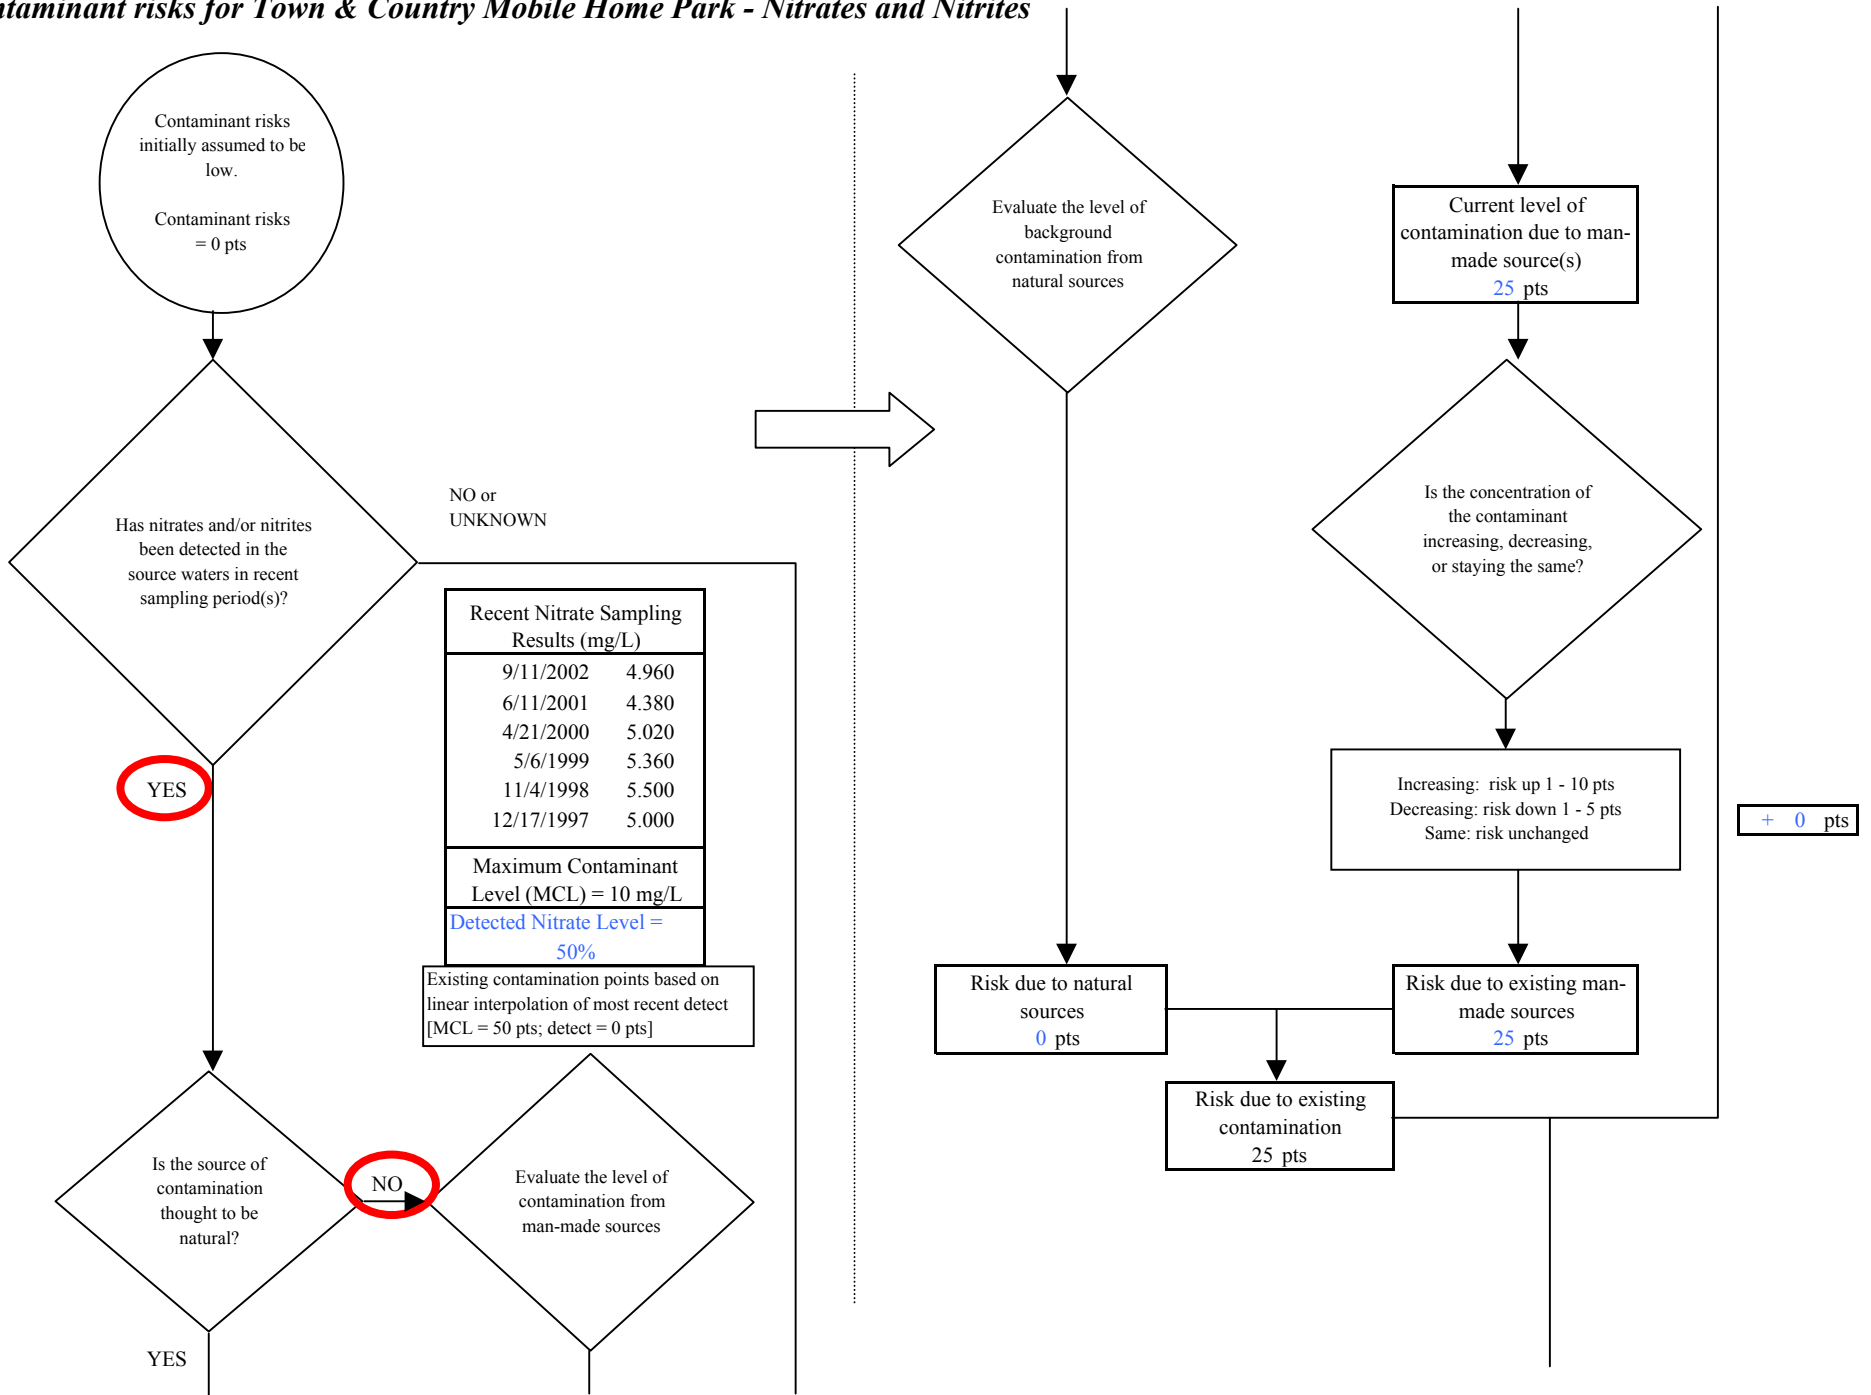 ntaminant risks for Town & Country Mobile Home Park - Nitrates and Nitrites
Contaminant risks
initially assumed to be
low.
Contaminant risks
= 0 pts
Has nitrates and/or nitrites
been detected in the
source waters in recent
sampling period(s)?
NO or
UNKNOWN
YES
Recent Nitrate Sampling
Results (mg/L)
9/11/2002 4.960
6/11/2001 4.380
4/21/2000 5.020
5/6/1999 5.360
11/4/1998 5.500
12/17/1997 5.000
Maximum Contaminant
Level (MCL) = 10 mg/L
Detected Nitrate Level =
50%
Existing contamination points based on
linear interpolation of most recent detect
[MCL = 50 pts; detect = 0 pts]
Is the source of
contamination
thought to be
natural?
NO
YES
Evaluate the level of
contamination from
man-made sources
Evaluate the level of
background
contamination from
natural sources
Current level of
contamination due to man-
made source(s)
25 pts
Is the concentration of
the contaminant
increasing, decreasing,
or staying the same?
Increasing: risk up 1 - 10 pts
Decreasing: risk down 1 - 5 pts
Same: risk unchanged
+ 0 pts
Risk due to natural
sources
0 pts
Risk due to existing man-
made sources
25 pts
Risk due to existing
contamination
25 pts